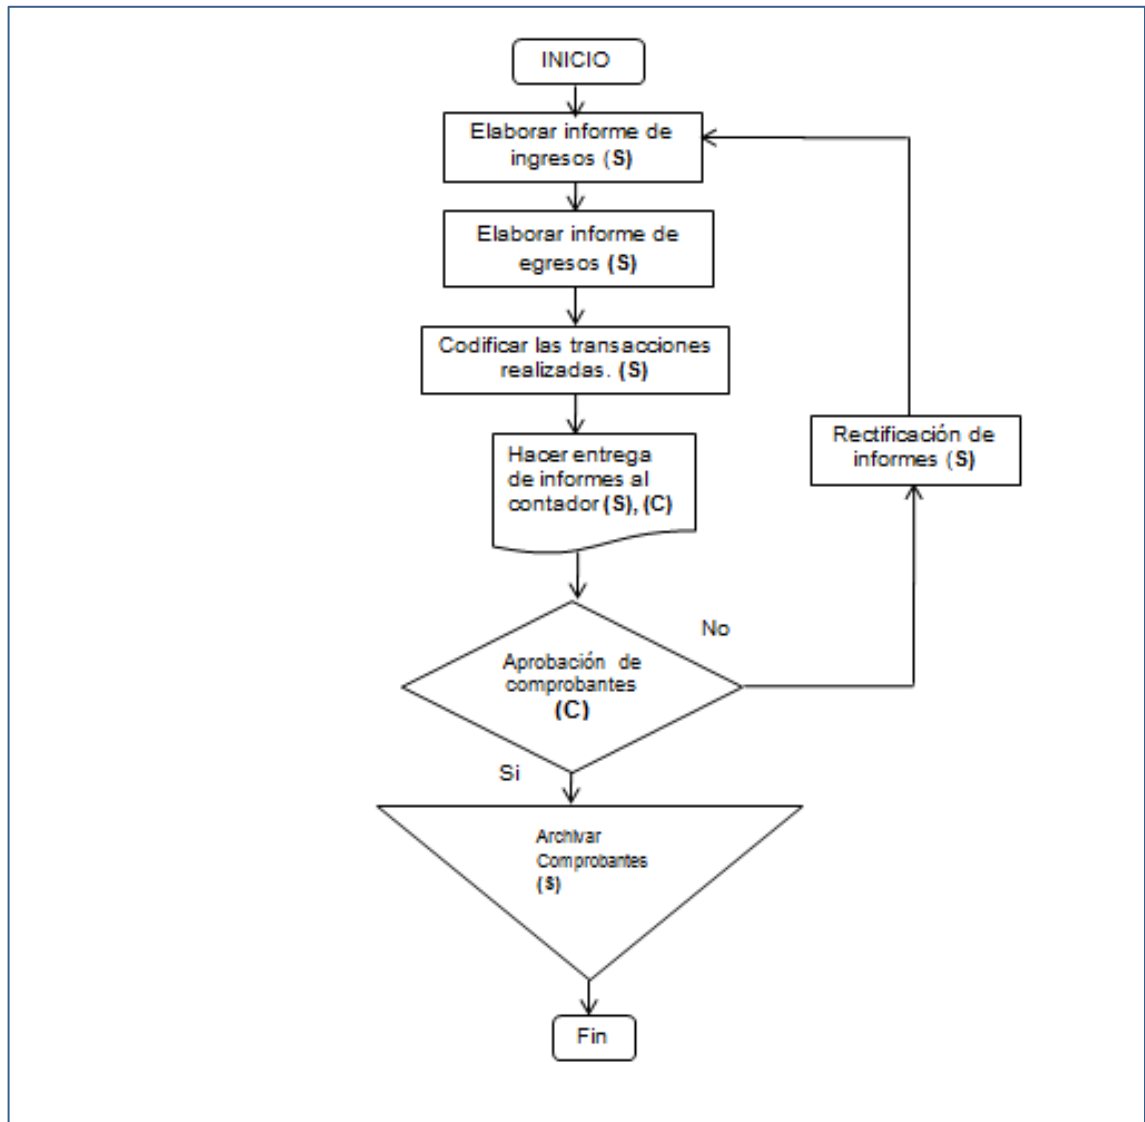 INICIO
Elaborar informe de
ingresos (S)
Elaborar informe de
egresos (S)
Codificar las transacciones
realizadas. (S)
Hacer entrega
de informes al
contador (S), (C)
Rectificación de
informes (S)
No
Aprobación de
comprobantes
(C)
Si
Archivar
Comprobantes
(S)
Fin